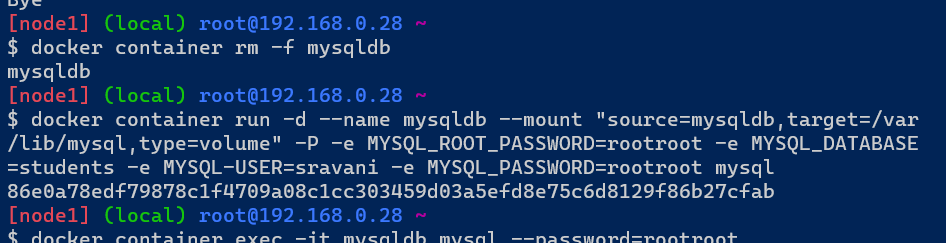 Bye
[node1] (local) root@192.168.0.28 ~
$ docker container rm -f mysqldb
mysqldb
[node1] (local) root@192.168.0.28 ~
$ docker container run -d --name mysqldb --mount "source=mysqldb,target=/var
/lib/mysql,type=volume" -P -e MYSQL_ROOT_PASSWORD=rootroot -e MYSQL_DATABASE
=students -e MYSQL-USER=sravani -e MYSQL_PASSWORD=rootroot mysql
86e0a78edf79878c1f4709a08c1cc303459d03a5efd8e75c6d8129f86b27cfab
[node1] (local) root@192.168.0.28 ~
$ docker container exec -it mysqldb mysql --password=rootroot